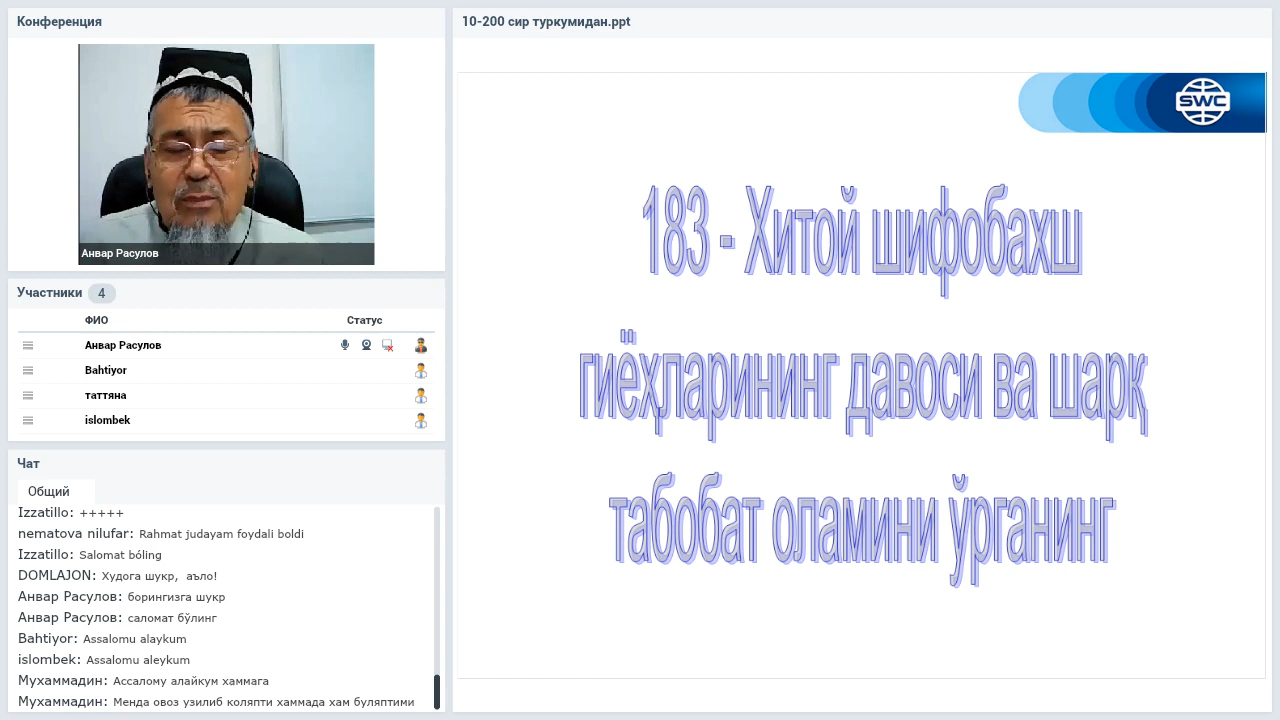 Конференция
Анвар Расулов
Участники 4
ФИО Статус
Анвар Расулов
Bahtiyor
таттяна
islombek
Чат
Общий
Izzatillo: +++++
nematova nilufar: Rahmat judayam foydali boldi
Izzatillo: Salomat bóling
DOMLAJON: Худога шукр, аъло!
Анвар Расулов: борингизга шукр
Анвар Расулов: саломат бўлинг
Bahtiyor: Assalomu alaykum
islombek: Assalomu aleykum
Мухаммадин: Ассалому алайкум хаммага
Мухаммадин: Менда овоз узилиб коляпти хаммада хам буляптими
10-200 сир туркумидан.ppt
SWC
183 - Хитой шифобахш
гиёҳларининг давоси ва шарқ
табобат оламини ўрганинг